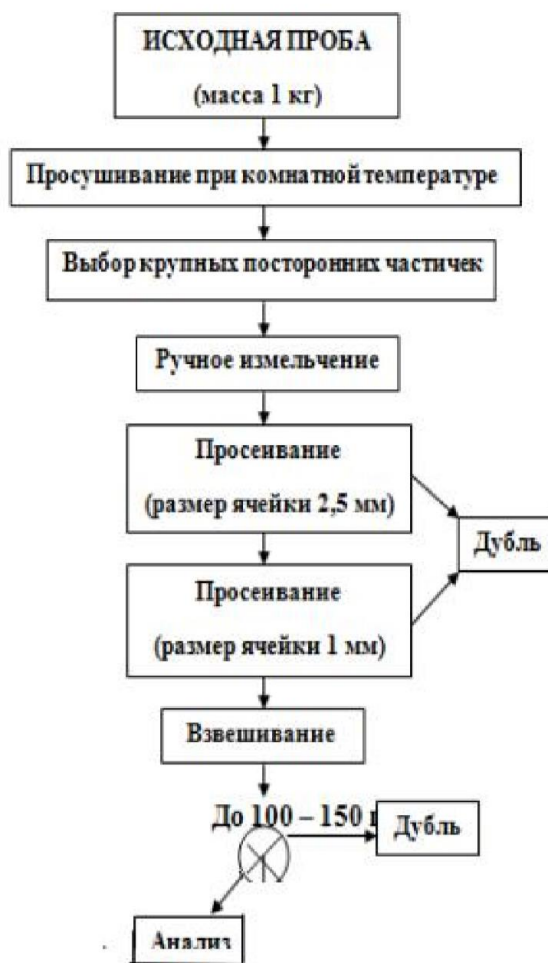 ИСХОДНАЯ ПРОБА
(масса 1 кг)
Просушивание при комнатной температуре
Выбор крупных посторонних частичек
Ручное измельчение
Просеивание
(размер ячейки 2,5 мм)
Дубль
Просеивание
(размер ячейки 1 мм)
Взвешивание
До 100 – 150
Дубль
Анализ